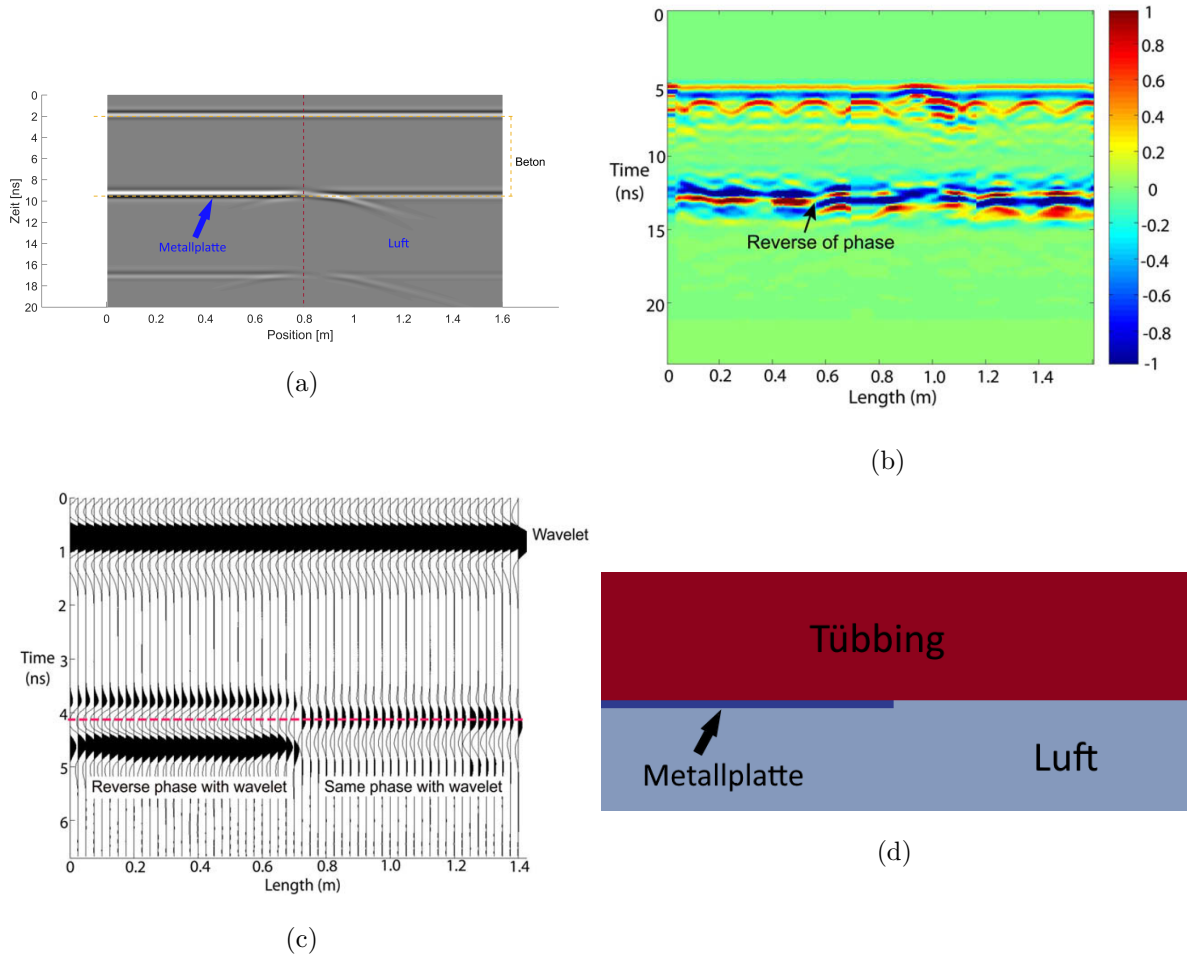 0
2
4
6
8
10
12
14
16
18
20
Zeit [ns]
Beton
Metallplatte
Luft
0
0.2
0.4
0.6
0.8
1
1.2
1.4
1.6
Position [m]
(a)
0
5
10
15
20
Time
(ns)
Reverse of phase
0
0.2
0.4
0.6
0.8
1.0
1.2
1.4
Length (m)
1
0.8
0.6
0.4
0.2
0
-0.2
-0.4
-0.6
-0.8
-1
(b)
0
1
2
3
4
5
6
Time
(ns)
Wavelet
Reverse phase with wavelet
Same phase with wavelet
0
0.2
0.4
0.6
0.8
1.0
1.2
1.4
Length (m)
(c)
Tübbing
Metallplatte
Luft
(d)